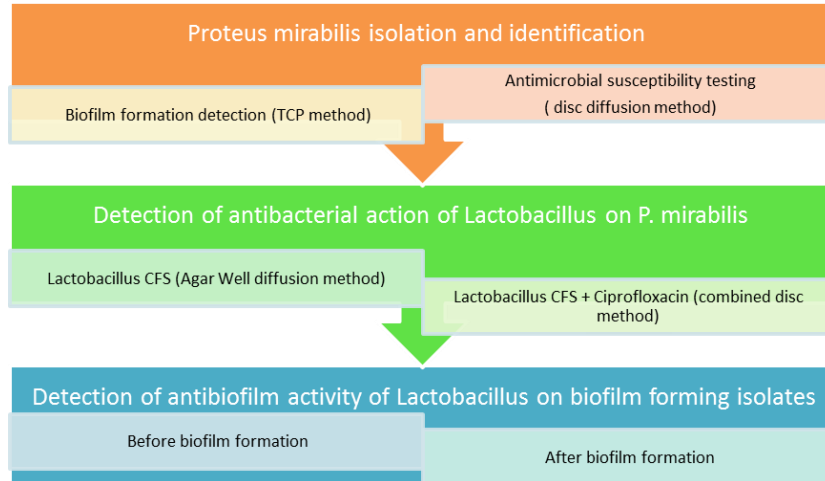 Proteus mirabilis isolation and identification
Biofilm formation detection (TCP method)
Antimicrobial susceptibility testing
( disc diffusion method)
Detection of antibacterial action of Lactobacillus on P. mirabilis
Lactobacillus CFS (Agar Well diffusion method)
Lactobacillus CFS + Ciprofloxacin (combined disc
method)
Detection of antibiofilm activity of Lactobacillus on biofilm forming isolates
Before biofilm formation
After biofilm formation